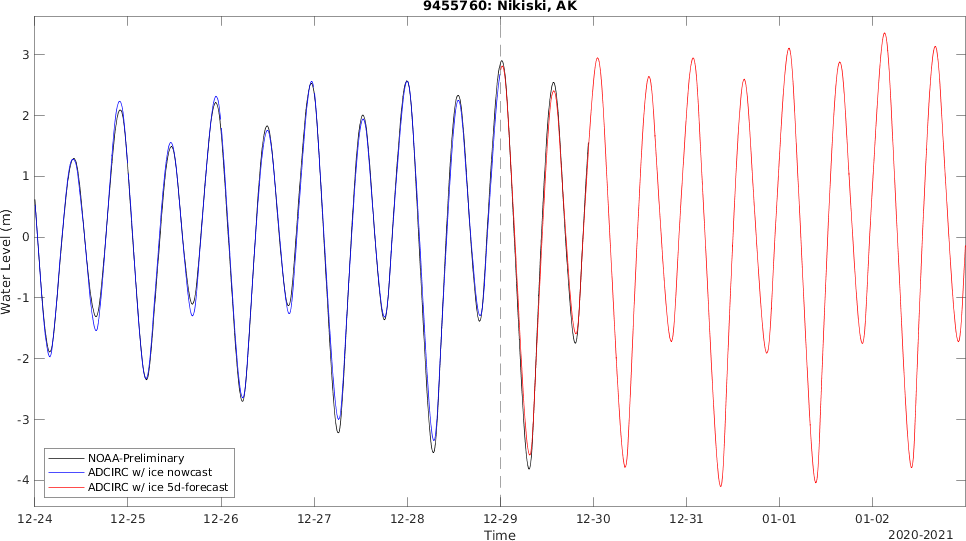 9455760: Nikiski, AK
Water Level (m)
3
2
1
0
-1
-2
-3
-4
NOAA-Preliminary
ADCIRC w/ ice nowcast
ADCIRC w/ ice 5d-forecast
12-24 12-25 12-26 12-27 12-28 12-29 12-30 12-31 01-01 01-02
Time
2020-2021